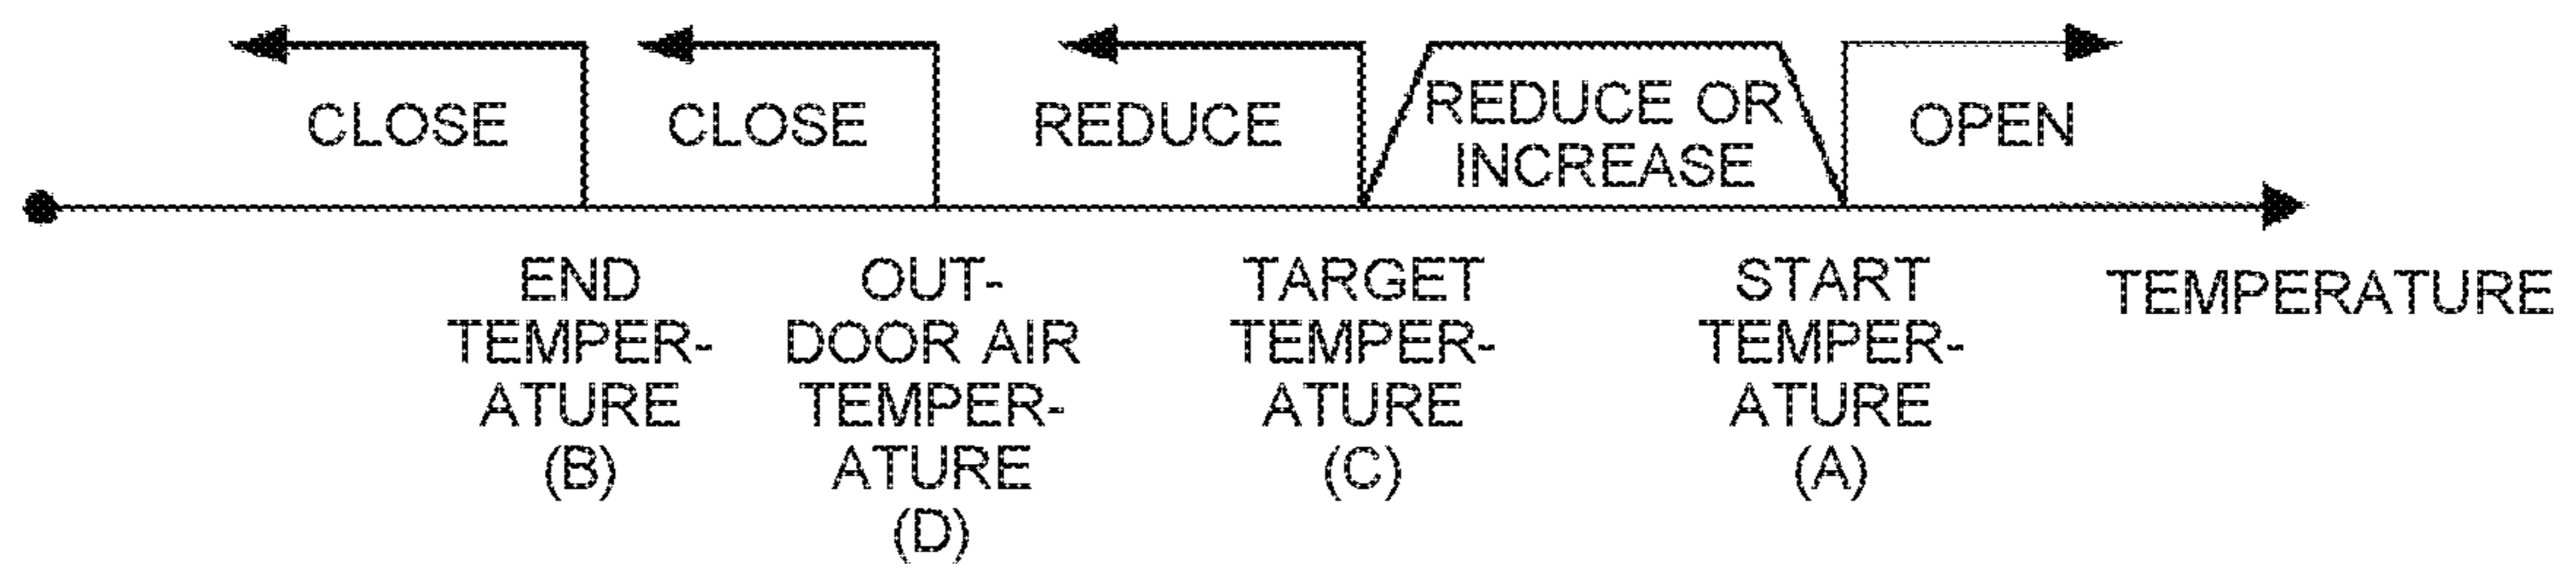 CLOSE
CLOSE
REDUCE
REDUCE OR
INCREASE
OPEN
END
TEMPER-
ATURE
(B)
OUT-
DOOR AIR
TEMPER-
ATURE
(D)
TARGET
TEMPER-
ATURE
(C)
START
TEMPER-
ATURE
(A)
TEMPERATURE